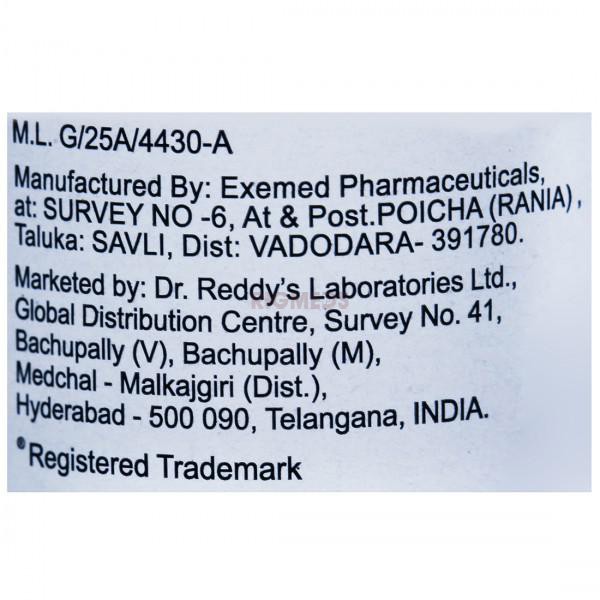 M.L. G/25A/4430-A
Manufactured By: Exemed Pharmaceuticals,
at: SURVEY NO -6, At & Post.POICHA (RANIA),
Taluka: SAVLI, Dist: VADODARA- 391780.
Marketed by: Dr. Reddy's Laboratories Ltd.,
RIGMEDS
Global Distribution Centre, Survey No. 41,
Bachupally (V), Bachupally (M),
Medchal - Malkajgiri (Dist.),
Hyderabad - 500 090, Telangana, INDIA.
®Registered Trademark